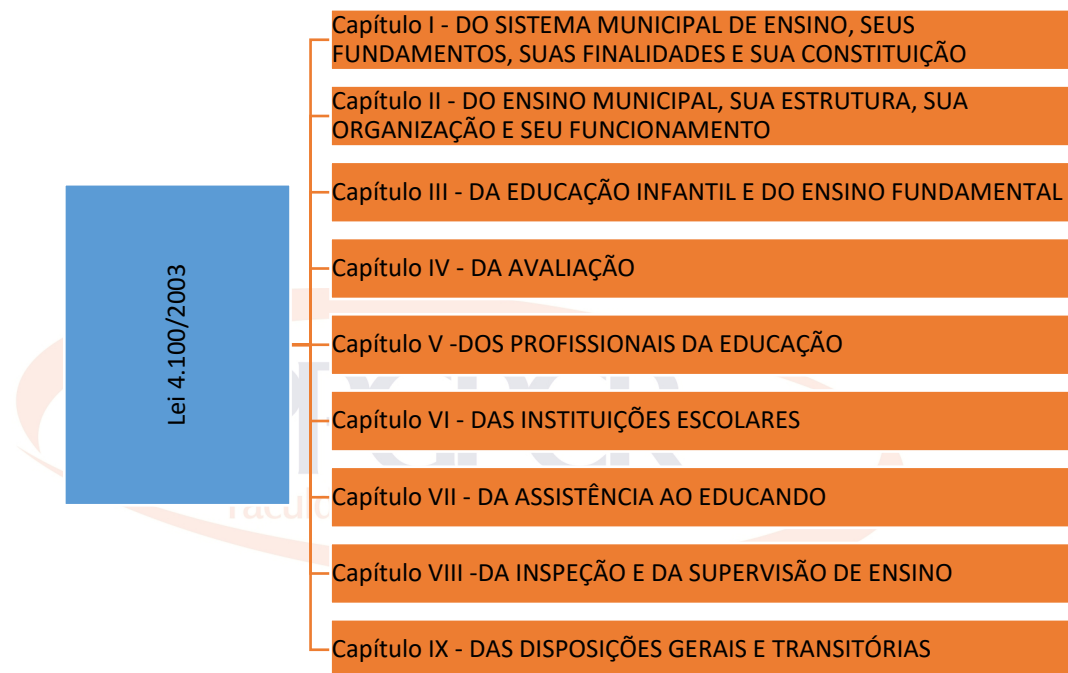 Capítulo I - DO SISTEMA MUNICIPAL DE ENSINO, SEUS
FUNDAMENTOS, SUAS FINALIDADES E SUA CONSTITUIÇÃO
Capítulo II - DO ENSINO MUNICIPAL, SUA ESTRUTURA, SUA
ORGANIZAÇÃO E SEU FUNCIONAMENTO
Capítulo III - DA EDUCAÇÃO INFANTIL E DO ENSINO FUNDAMENTAL
Capítulo IV - DA AVALIAÇÃO
Lei 4.100/2003
Capítulo V -DOS PROFISSIONAIS DA EDUCAÇÃO
Capítulo VI - DAS INSTITUIÇÕES ESCOLARES
Capítulo VII - DA ASSISTÊNCIA AO EDUCANDO
Capítulo VIII -DA INSPEÇÃO E DA SUPERVISÃO DE ENSINO
Capítulo IX - DAS DISPOSIÇÕES GERAIS E TRANSITÓRIAS